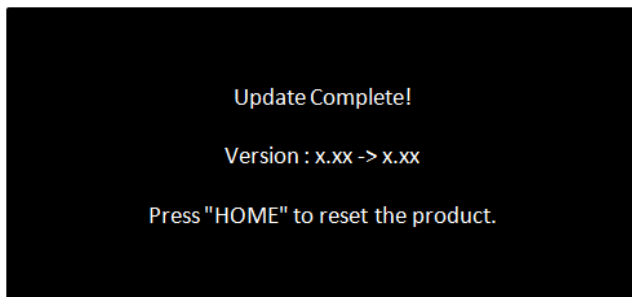 Update Complete!
Version : x.xx -> x.xx
Press "HOME" to reset the product.